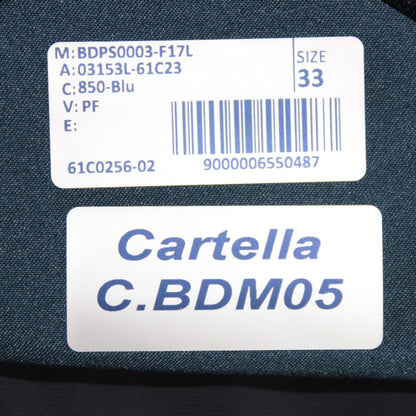 M:BDPS0003-F17L
A:03153L-61C23
C:850-Blu
V:PF
E:
SIZE
33
61C0256-02
9000006550487
Cartella
C.BDM05